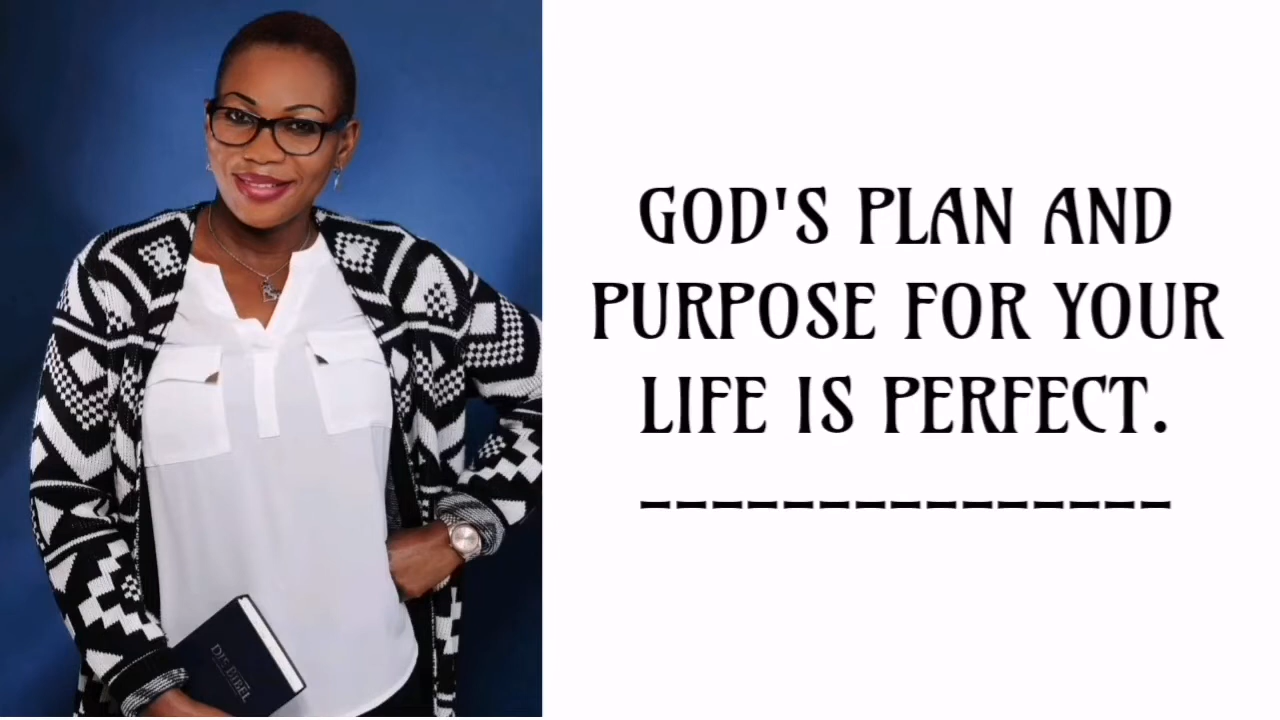 GOD'S PLAN AND
PURPOSE FOR YOUR
LIFE IS PERFECT.
---------------
DIE BIBEL